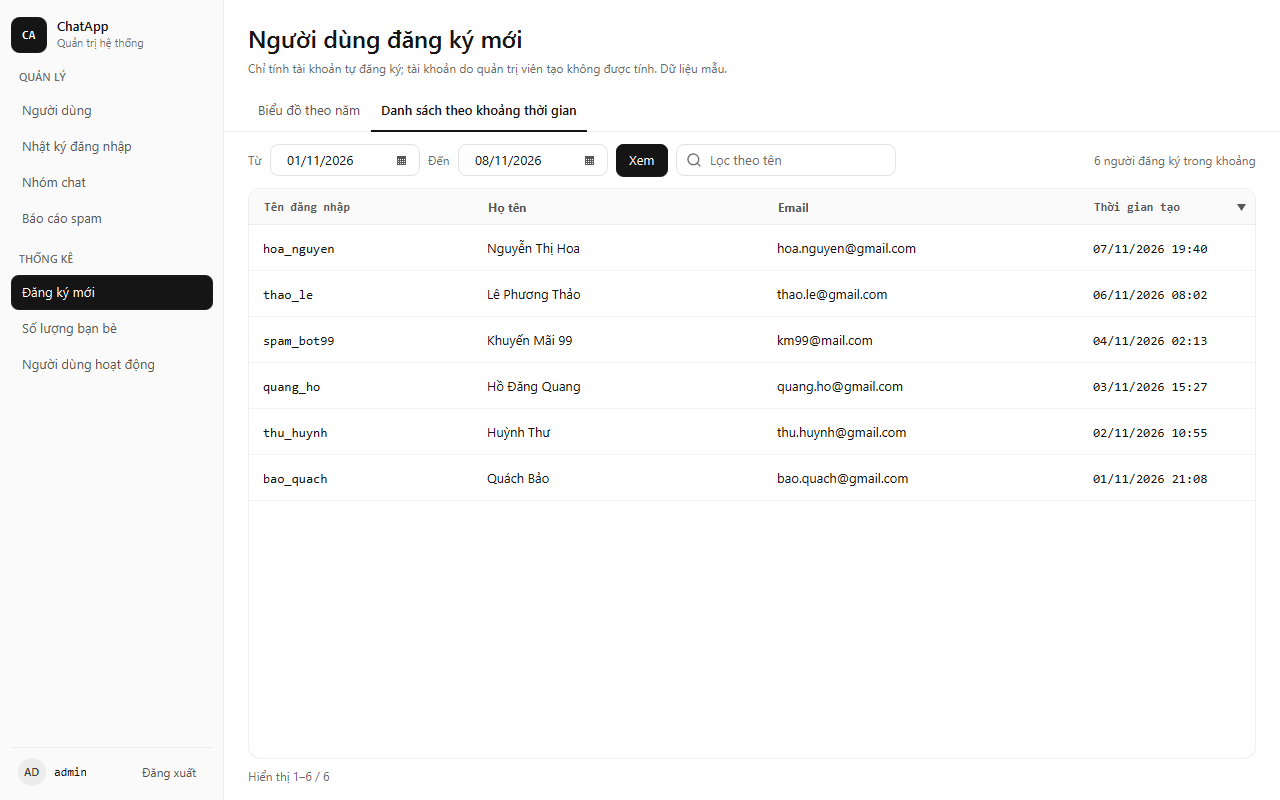 CA
ChatApp
Quản trị hệ thống
QUẢN LÝ
Người dùng
Nhật ký đăng nhập
Nhóm chat
Báo cáo spam
THỐNG KÊ
Đăng ký mới
Số lượng bạn bè
Người dùng hoạt động
AD admin Đăng xuất
Người dùng đăng ký mới
Chỉ tính tài khoản tự đăng ký; tài khoản do quản trị viên tạo không được tính. Dữ liệu mẫu.
Biểu đồ theo năm Danh sách theo khoảng thời gian
Từ 01/11/2026 Đến 08/11/2026 Xem Lọc theo tên 6 người đăng ký trong khoảng
Tên đăng nhập Họ tên Email Thời gian tạo ▼
hoa_nguyen Nguyễn Thị Hoa hoa.nguyen@gmail.com 07/11/2026 19:40
thao_le Lê Phương Thảo thao.le@gmail.com 06/11/2026 08:02
spam_bot99 Khuyến Mãi 99 km99@mail.com 04/11/2026 02:13
quang_ho Hồ Đăng Quang quang.ho@gmail.com 03/11/2026 15:27
thu_huynh Huỳnh Thư thu.huynh@gmail.com 02/11/2026 10:55
bao_quach Quách Bảo bao.quach@gmail.com 01/11/2026 21:08
Hiển thị 1–6 / 6